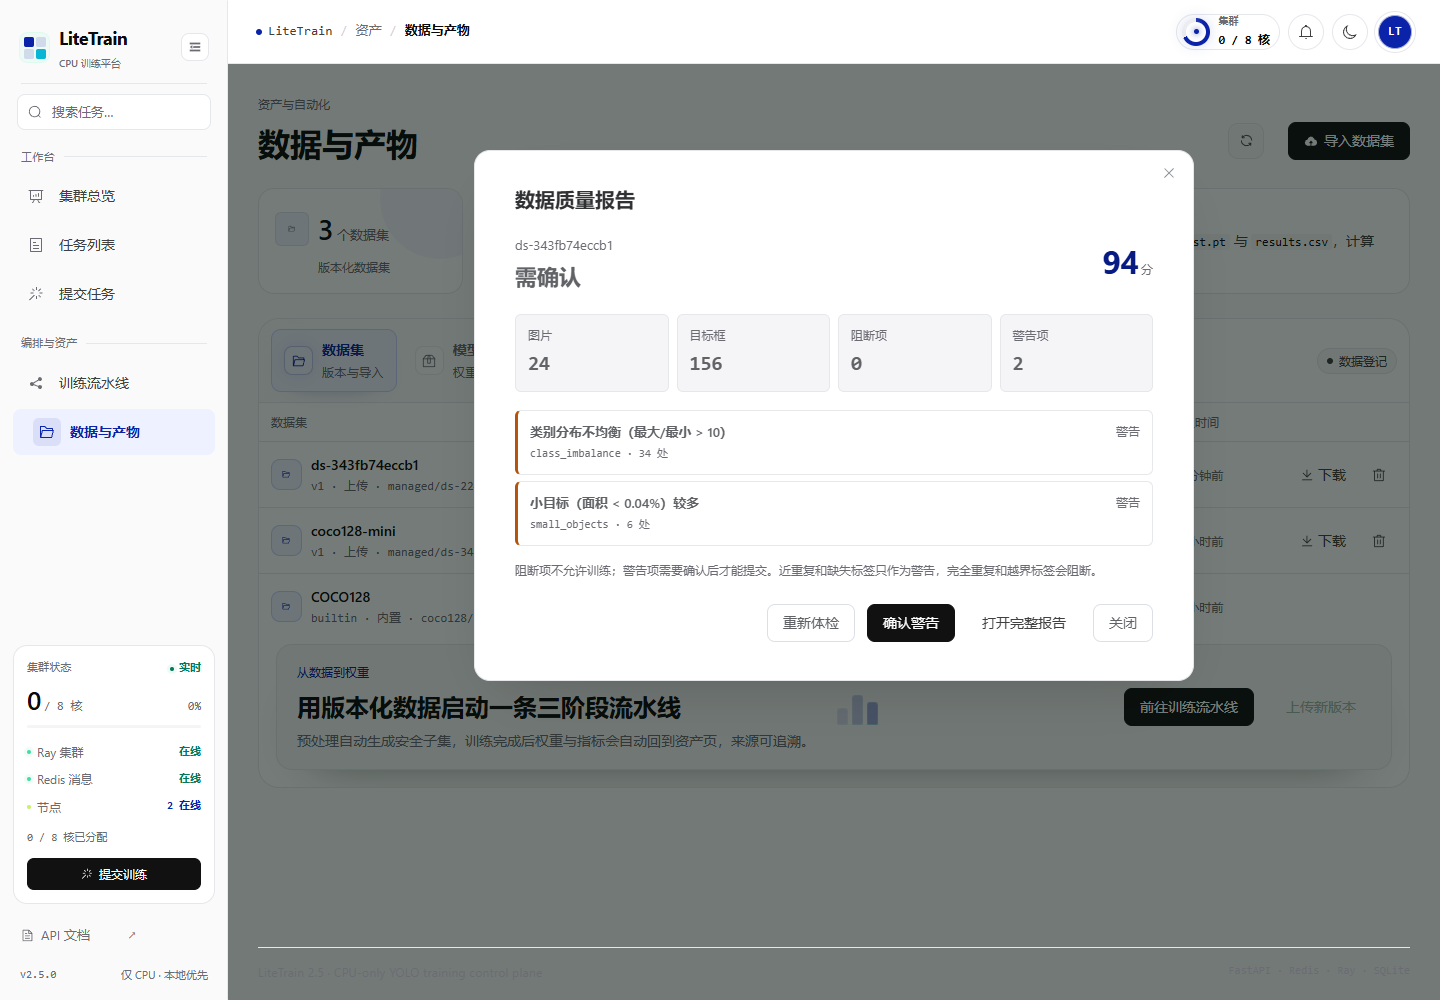 LiteTrain
CPU 训练平台
搜索任务...
工作台
集群总览
任务列表
提交任务
编排与资产
训练流水线
数据与产物
集群状态
实时
0 / 8 核
0%
Ray 集群
在线
Redis 消息
在线
节点
2 在线
0 / 8 核已分配
提交训练
API 文档 ↗
v2.5.0
仅 CPU · 本地优先
LiteTrain / 资产 / 数据与产物
集群
0 / 8 核
LT
资产与自动化
数据与产物
导入数据集
3 个数据集
版本化数据集
st.pt 与 results.csv，计算
数据集
版本与导入
模型
权重
数据登记
数据集
时间
ds-343fb74eccb1
v1 · 上传 · managed/ds-22
分钟前
下载
coco128-mini
v1 · 上传 · managed/ds-34
小时前
下载
COCO128
builtin · 内置 · coco128/
小时前
从数据到权重
用版本化数据启动一条三阶段流水线
预处理自动生成安全子集，训练完成后权重与指标会自动回到资产页，来源可追溯。
前往训练流水线
上传新版本
LiteTrain 2.5 · CPU-only YOLO training control plane
FastAPI · Redis · Ray · SQLite
数据质量报告
ds-343fb74eccb1
需确认
94分
图片
24
目标框
156
阻断项
0
警告项
2
类别分布不均衡（最大/最小 > 10）
警告
class_imbalance · 34 处
小目标（面积 < 0.04%）较多
警告
small_objects · 6 处
阻断项不允许训练；警告项需要确认后才能提交。近重复和缺失标签只作为警告，完全重复和越界标签会阻断。
重新体检
确认警告
打开完整报告
关闭